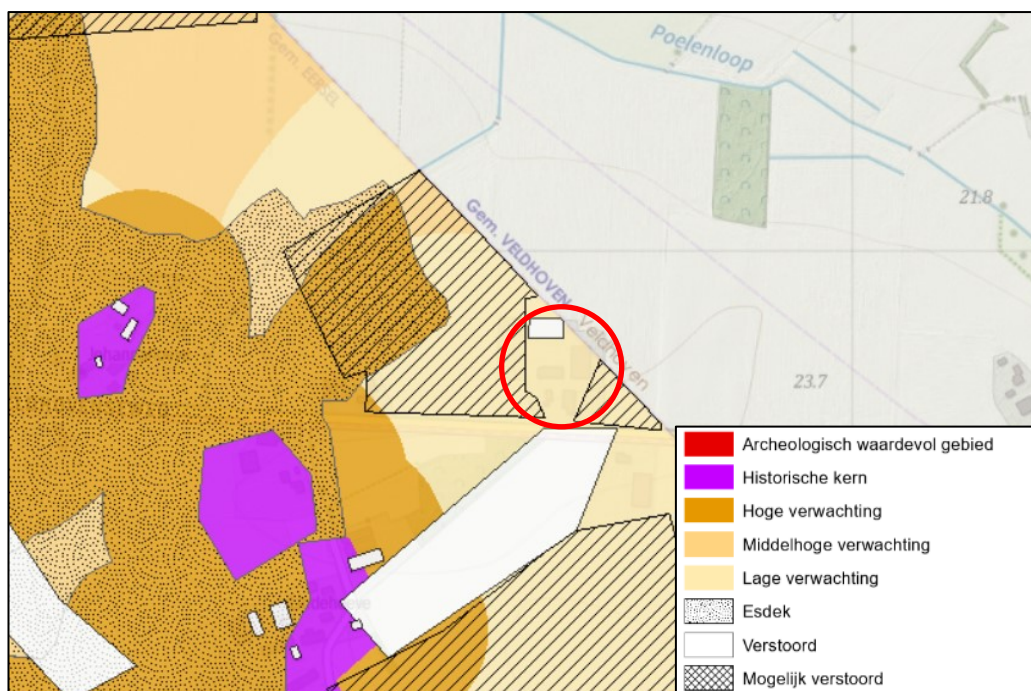 Poelenloop
Gem. EERSEL
21.8
Gem. VELDHOVEN
Veldhoven
23.7
Archeologisch waardevol gebied
Historische kern
Hoge verwachting
Middelhoge verwachting
Lage verwachting
Esdek
Verstoord
Mogelijk verstoord